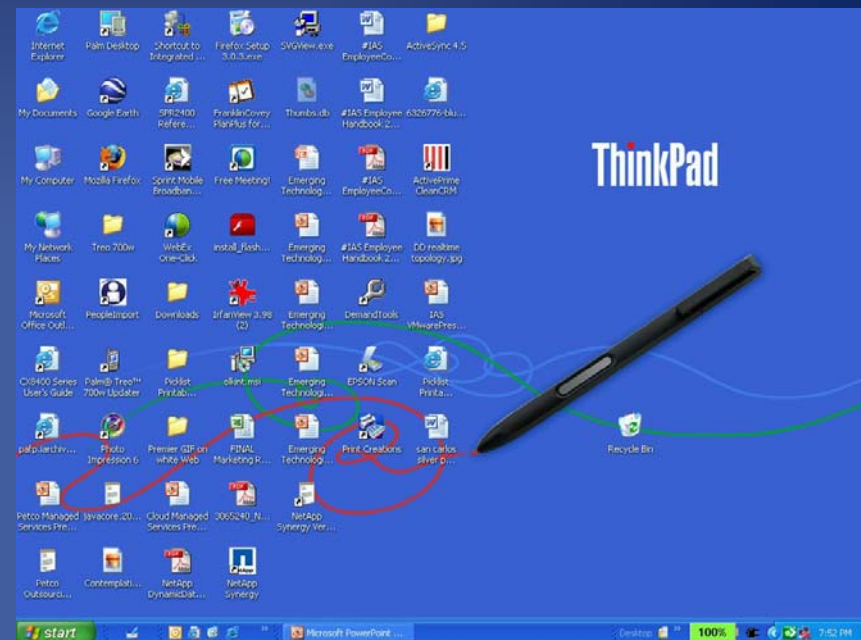 Internet
Explorer
Palm Desktop
Shortcut to
Integrated ...
Firefox Setup
3.0.3.exe
SVGView.exe
#IAS
EmployeeCo...
ActiveSync 4.5
My Documents
Google Earth
SPR2400
Refere...
FranklinCovey
PlanPlus for...
Thumbs.db
#IAS Employee
Handbook 2...
6326776-blu...
My Computer
Mozilla Firefox
Sprint Mobile
Broadban...
Free Meeting!
Emerging
Technolog...
#IAS
EmployeeCo...
ActivePrime
CleanCRM
ThinkPad
My Network
Places
Treo 700w
WebEx
One-Click
install_flash...
Emerging
Technolog...
#IAS Employee
Handbook 2...
DD realtime
topology.jpg
Microsoft
Office Outl...
PeopleImport
Downloads
IrfanView 3.98
(2)
Emerging
Technologi...
DemandTools
IAS
VMwarePres...
CX8400 Series
User's Guide
Palm® Treo™
700w Updater
Picklist
Printab...
olkint.msi
Emerging
Technologi...
EPSON Scan
Picklist
Printa...
Photo
Impression 6
Premier GIF on
white Web
FINAL
Marketing R...
Emerging
Technologi...
Print Creations
san carlos
silver p...
Recycle Bin
Petco Managed
Services Pre...
javacore.20...
Cloud Managed
Services Pre...
3065240_N...
NetApp
Synergy Ver...
Petco
Outsourci...
Contemplati...
NetApp
DynamicDat...
NetApp
Synergy
start
Microsoft PowerPoint ...
Desktop
100%
7:52 PM